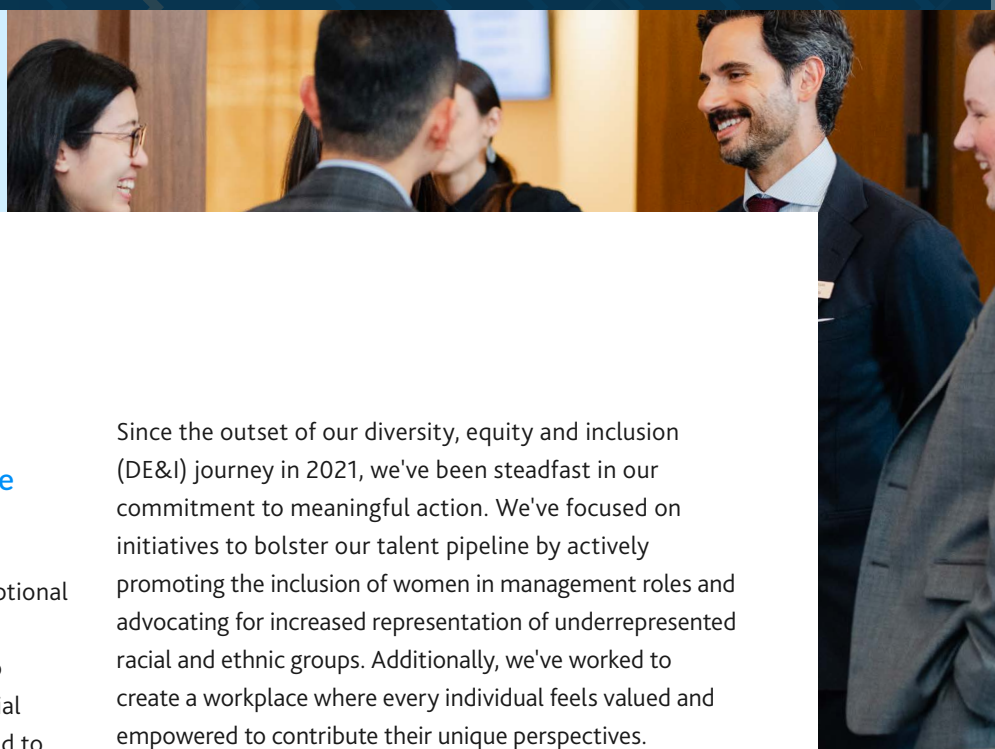 e
otional
ial
d to
Since the outset of our diversity, equity and inclusion
(DE&I) journey in 2021, we've been steadfast in our
commitment to meaningful action. We've focused on
initiatives to bolster our talent pipeline by actively
promoting the inclusion of women in management roles and
advocating for increased representation of underrepresented
racial and ethnic groups. Additionally, we've worked to
create a workplace where every individual feels valued and
empowered to contribute their unique perspectives.